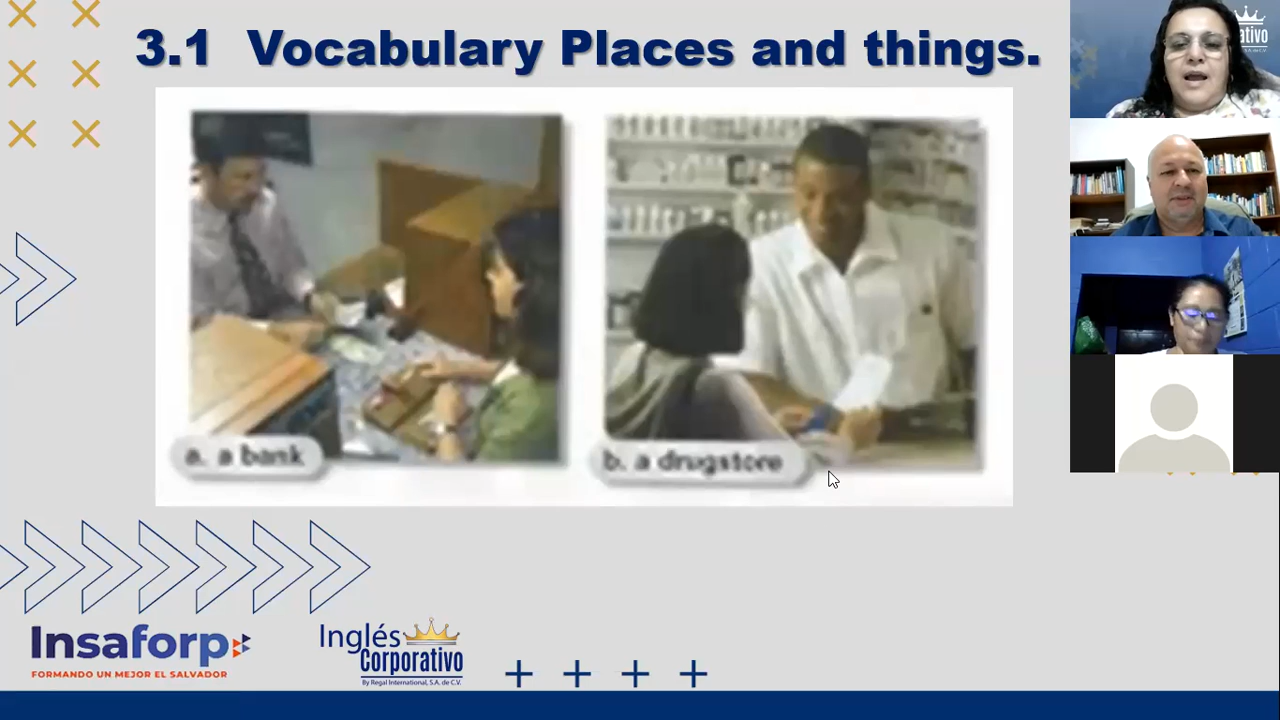 3.1 Vocabulary Places and things.
a. a bank
b. a drugstore
Insaforp
FORMANDO UN MEJOR EL SALVADOR
Inglés
Corporativo
By Regal International, S.A. de C.V.